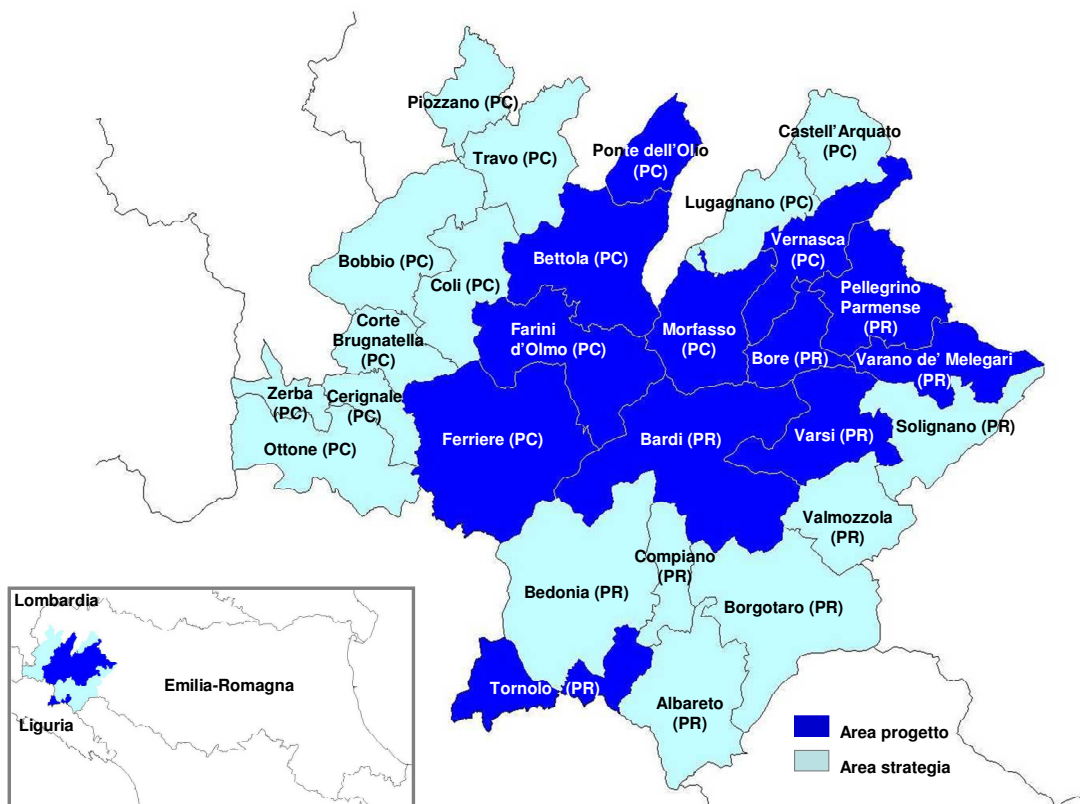 Piozzano (PC)
Travo (PC)
Ponte dell'Olio
(PC)
Castell'Arquato
(PC)
Lugagnano (PC)
Vernasca
(PC)
Bobbio (PC)
Coli (PC)
Bettola (PC)
Pellegrino
Parmense
(PR)
Corte
Brugnatella
(PC)
Farini
d'Olmo (PC)
Morfasso
(PC)
Bore (PR)
Varano de' Melegari
(PR)
Zerba
(PC)
Cerignale
(PC)
Ottone (PC)
Ferriere (PC)
Bardi (PR)
Varsi (PR)
Solignano (PR)
Valmozzola
(PR)
Compiano
(PR)
Bedonia (PR)
Borgotaro (PR)
Tornolo (PR)
Albareto
(PR)
Lombardia
Emilia-Romagna
Liguria
Area progetto
Area strategia